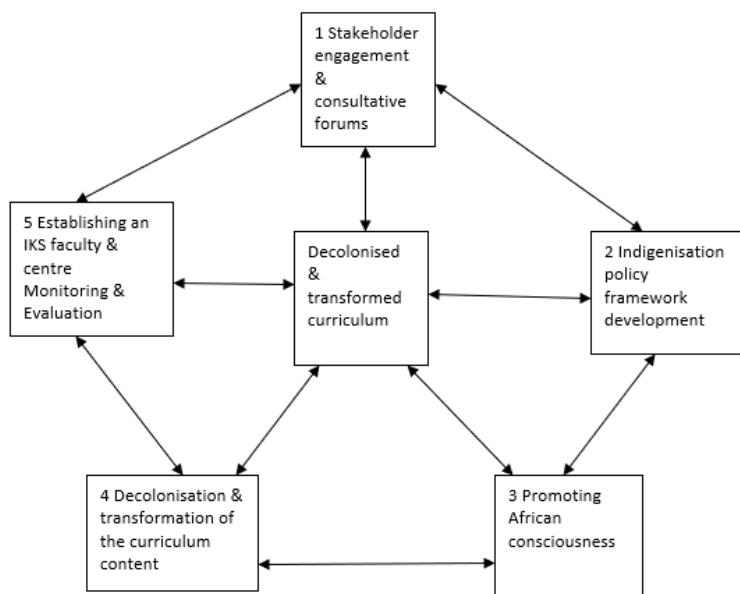 1 Stakeholder
engagement
&
consultative
forums
5 Establishing an
IKS faculty &
centre
Monitoring &
Evaluation
Decolonised
&
transformed
curriculum
2 Indigenisation
policy
framework
development
4 Decolonisation &
transformation of
the curriculum
content
3 Promoting
African
consciousness